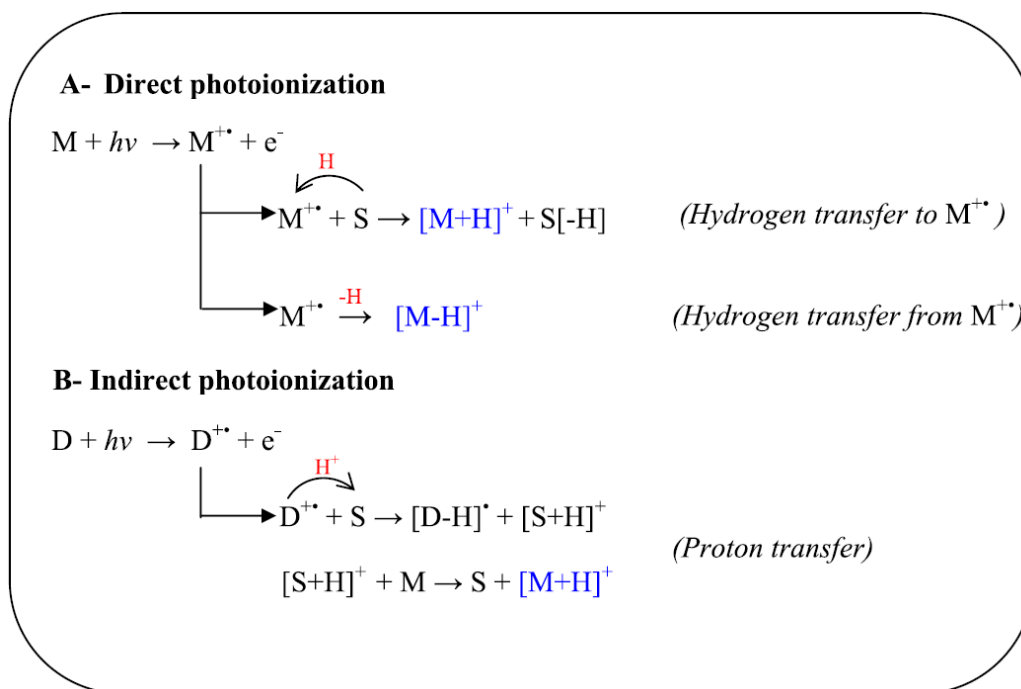 A- Direct photoionization
M + hν → M⁺• + e⁻
H
M⁺• + S → [M+H]⁺ + S[-H] (Hydrogen transfer to M⁺•)
-H
M⁺• → [M-H]⁺ (Hydrogen transfer from M⁺•)
B- Indirect photoionization
D + hν → D⁺• + e⁻
H⁺
D⁺• + S → [D-H]• + [S+H]⁺
(Proton transfer)
[S+H]⁺ + M → S + [M+H]⁺